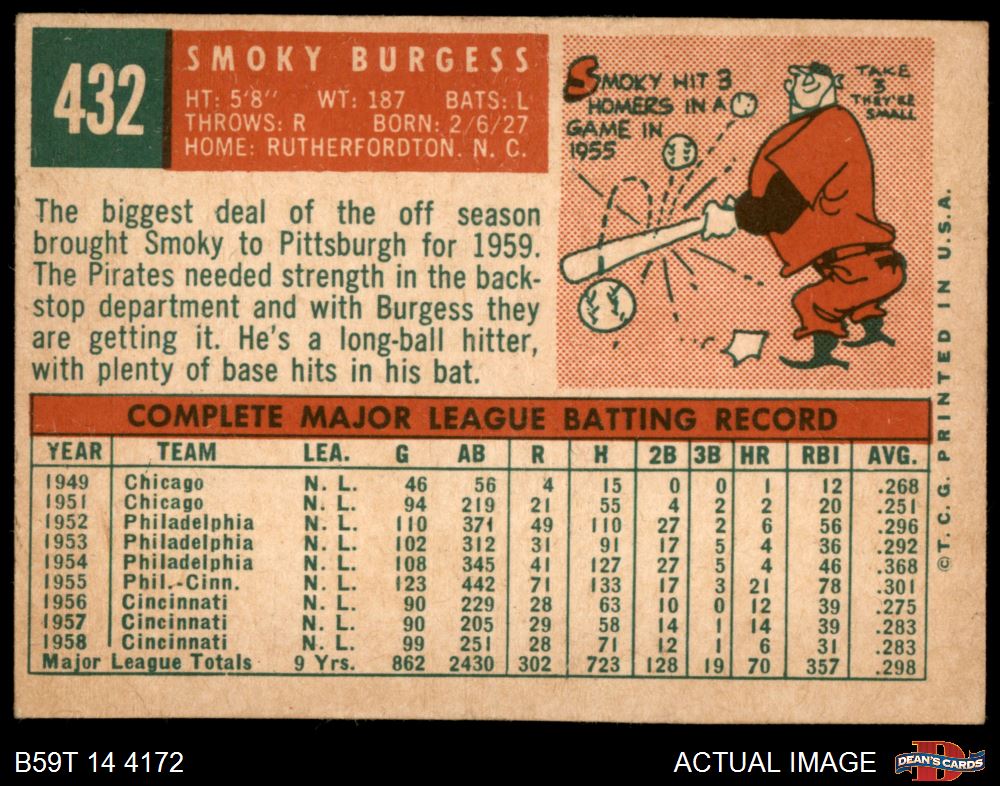 432
SMOKY BURGESS
HT: 5'8" WT: 187 BATS: L
THROWS: R BORN: 2/6/27
HOME: RUTHERFORDTON, N. C.
SMOKY HIT 3
HOMERS IN A
GAME IN
1955
TAKE
3
THEY'RE
SMALL
The biggest deal of the off season
brought Smoky to Pittsburgh for 1959.
The Pirates needed strength in the back-
stop department and with Burgess they
are getting it. He's a long-ball hitter,
with plenty of base hits in his bat.
COMPLETE MAJOR LEAGUE BATTING RECORD
YEAR TEAM LEA. G AB R H 2B 3B HR RBI AVG.
1949 Chicago N. L. 46 56 4 15 0 0 1 12 .268
1951 Chicago N. L. 94 219 21 55 4 2 2 20 .251
1952 Philadelphia N. L. 110 371 49 110 27 2 6 56 .296
1953 Philadelphia N. L. 102 312 31 91 17 5 4 36 .292
1954 Philadelphia N. L. 108 345 41 127 27 5 4 46 .368
1955 Phil.-Cinn. N. L. 123 442 71 133 17 3 21 78 .301
1956 Cincinnati N. L. 90 229 28 63 10 0 12 39 .275
1957 Cincinnati N. L. 90 205 29 58 14 1 14 39 .283
1958 Cincinnati N. L. 99 251 28 71 12 1 6 31 .283
Major League Totals 9 Yrs. 862 2430 302 723 128 19 70 357 .298
© T. C. G. PRINTED IN U.S.A.
B59T 14 4172
ACTUAL IMAGE
DEAN'S CARDS